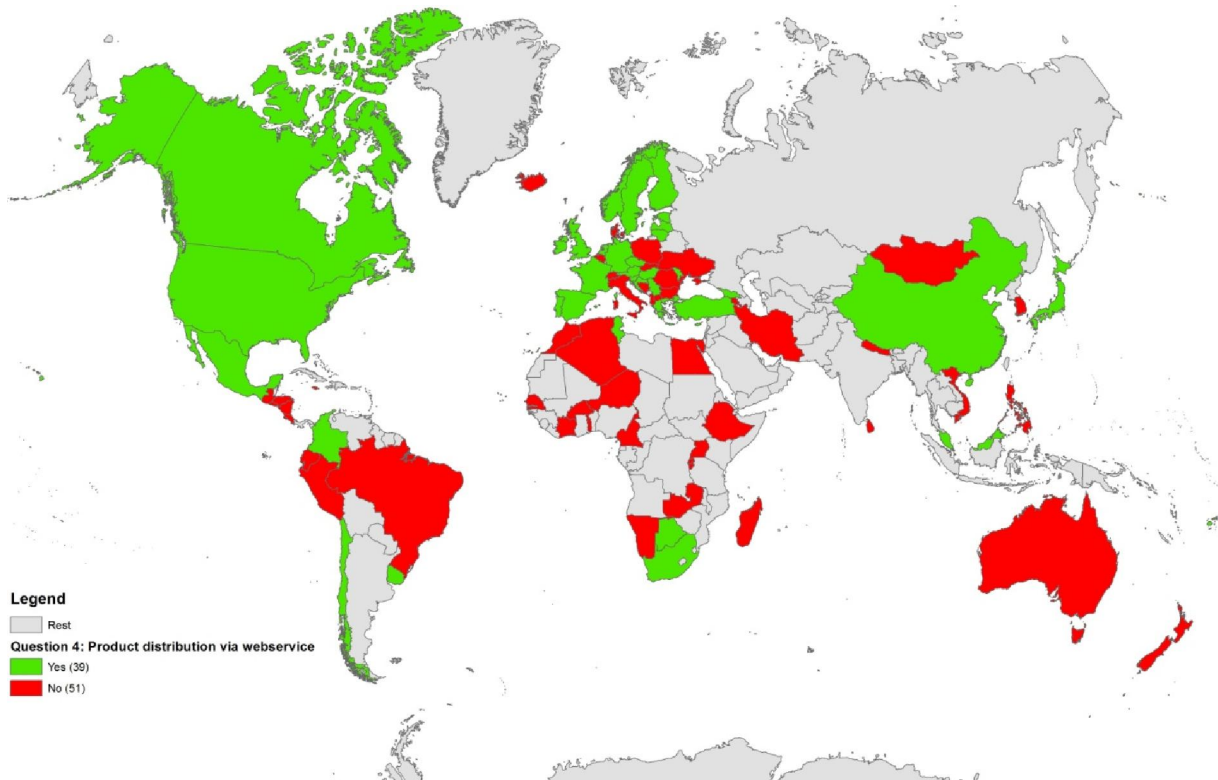 Legend
Rest
Question 4: Product distribution via webservice
Yes (39)
No (51)